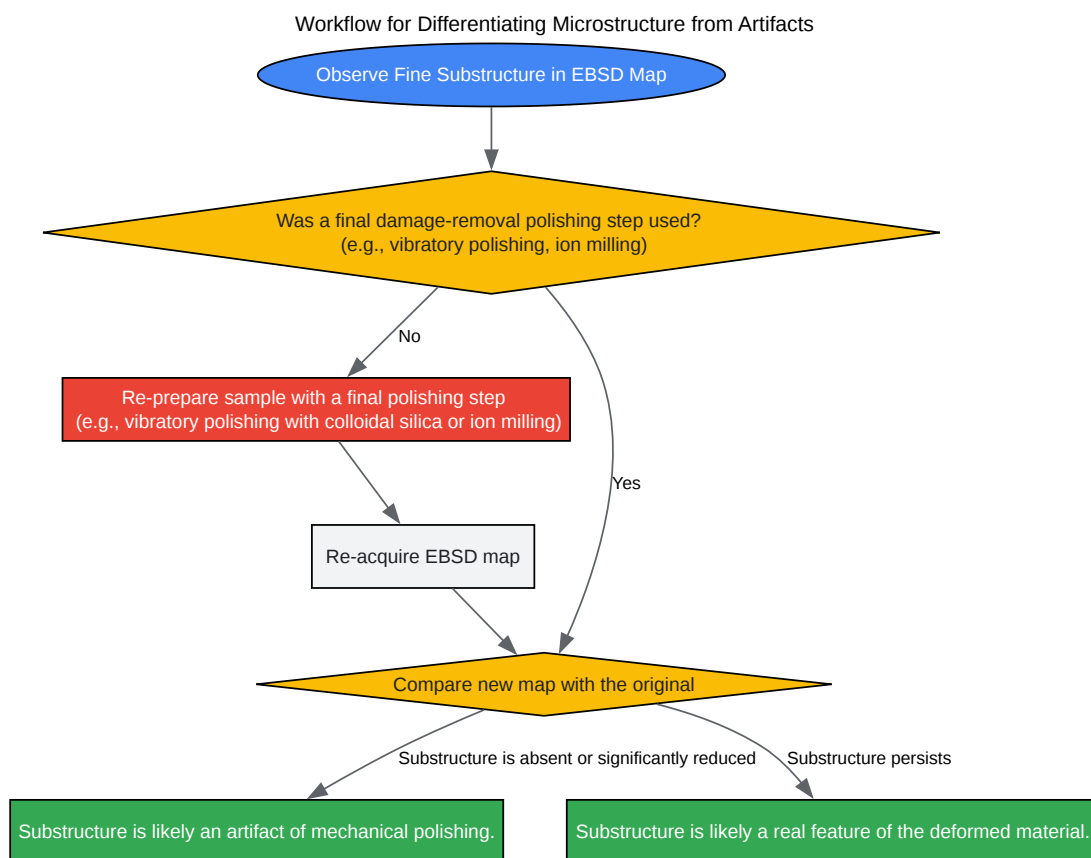 Workflow for Differentiating Microstructure from Artifacts
Observe Fine Substructure in EBSD Map
Was a final damage-removal polishing step used?
(e.g., vibratory polishing, ion milling)
No
Re-prepare sample with a final polishing step
(e.g., vibratory polishing with colloidal silica or ion milling)
Yes
Re-acquire EBSD map
Compare new map with the original
Substructure is absent or significantly reduced
Substructure persists
Substructure is likely an artifact of mechanical polishing.
Substructure is likely a real feature of the deformed material.